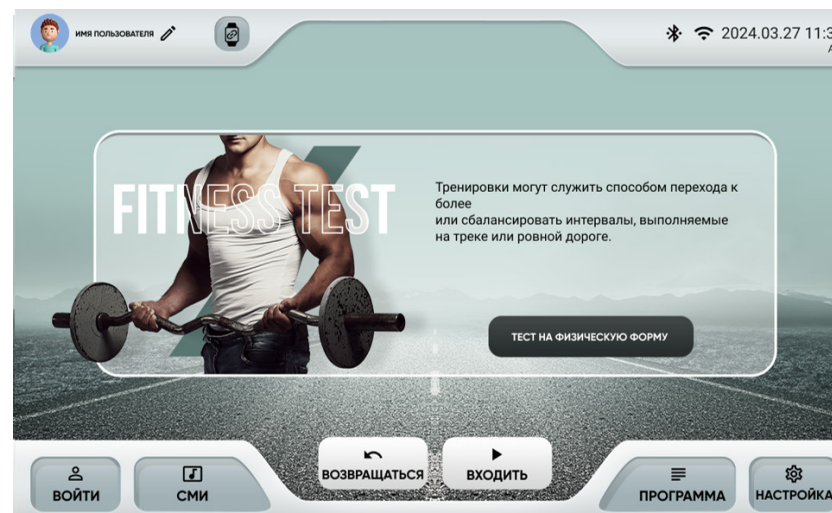 ИМЯ ПОЛЬЗОВАТЕЛЯ
2024.03.27 11:3
FITNESS TEST
Тренировки могут служить способом перехода к
более
или сбалансировать интервалы, выполняемые
на треке или ровной дороге.
ТЕСТ НА ФИЗИЧЕСКУЮ ФОРМУ
ВОЙТИ
СМИ
ВОЗВРАЩАТЬСЯ
ВХОДИТЬ
ПРОГРАММА
НАСТРОЙКА